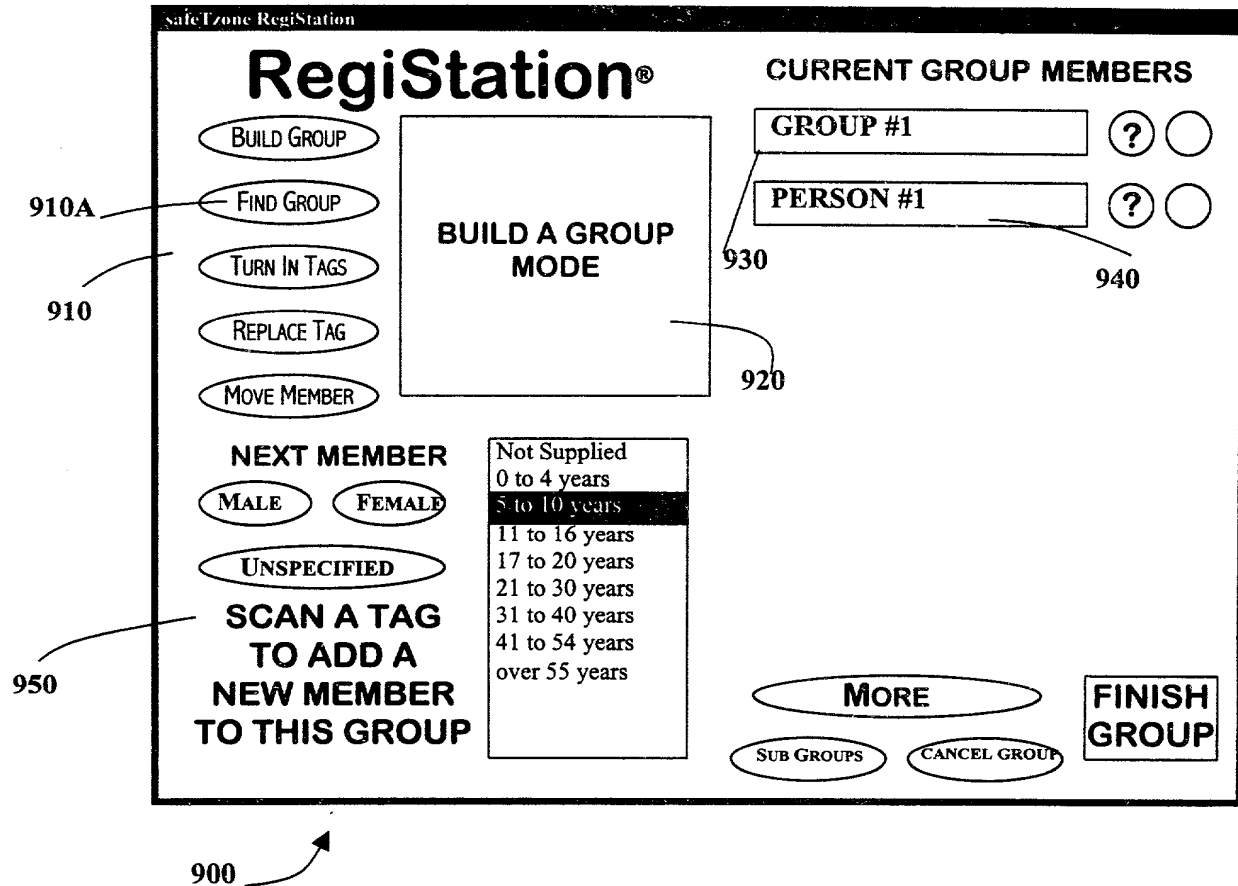 safeTzone RegiStation
RegiStation®
CURRENT GROUP MEMBERS
BUILD GROUP
FIND GROUP
TURN IN TAGS
REPLACE TAG
MOVE MEMBER
BUILD A GROUP
MODE
GROUP #1
?
PERSON #1
?
910A
910
930
940
920
NEXT MEMBER
MALE
FEMALE
UNSPECIFIED
Not Supplied
0 to 4 years
5 to 10 years
11 to 16 years
17 to 20 years
21 to 30 years
31 to 40 years
41 to 54 years
over 55 years
SCAN A TAG
TO ADD A
NEW MEMBER
TO THIS GROUP
950
MORE
SUB GROUPS
CANCEL GROUP
FINISH
GROUP
900